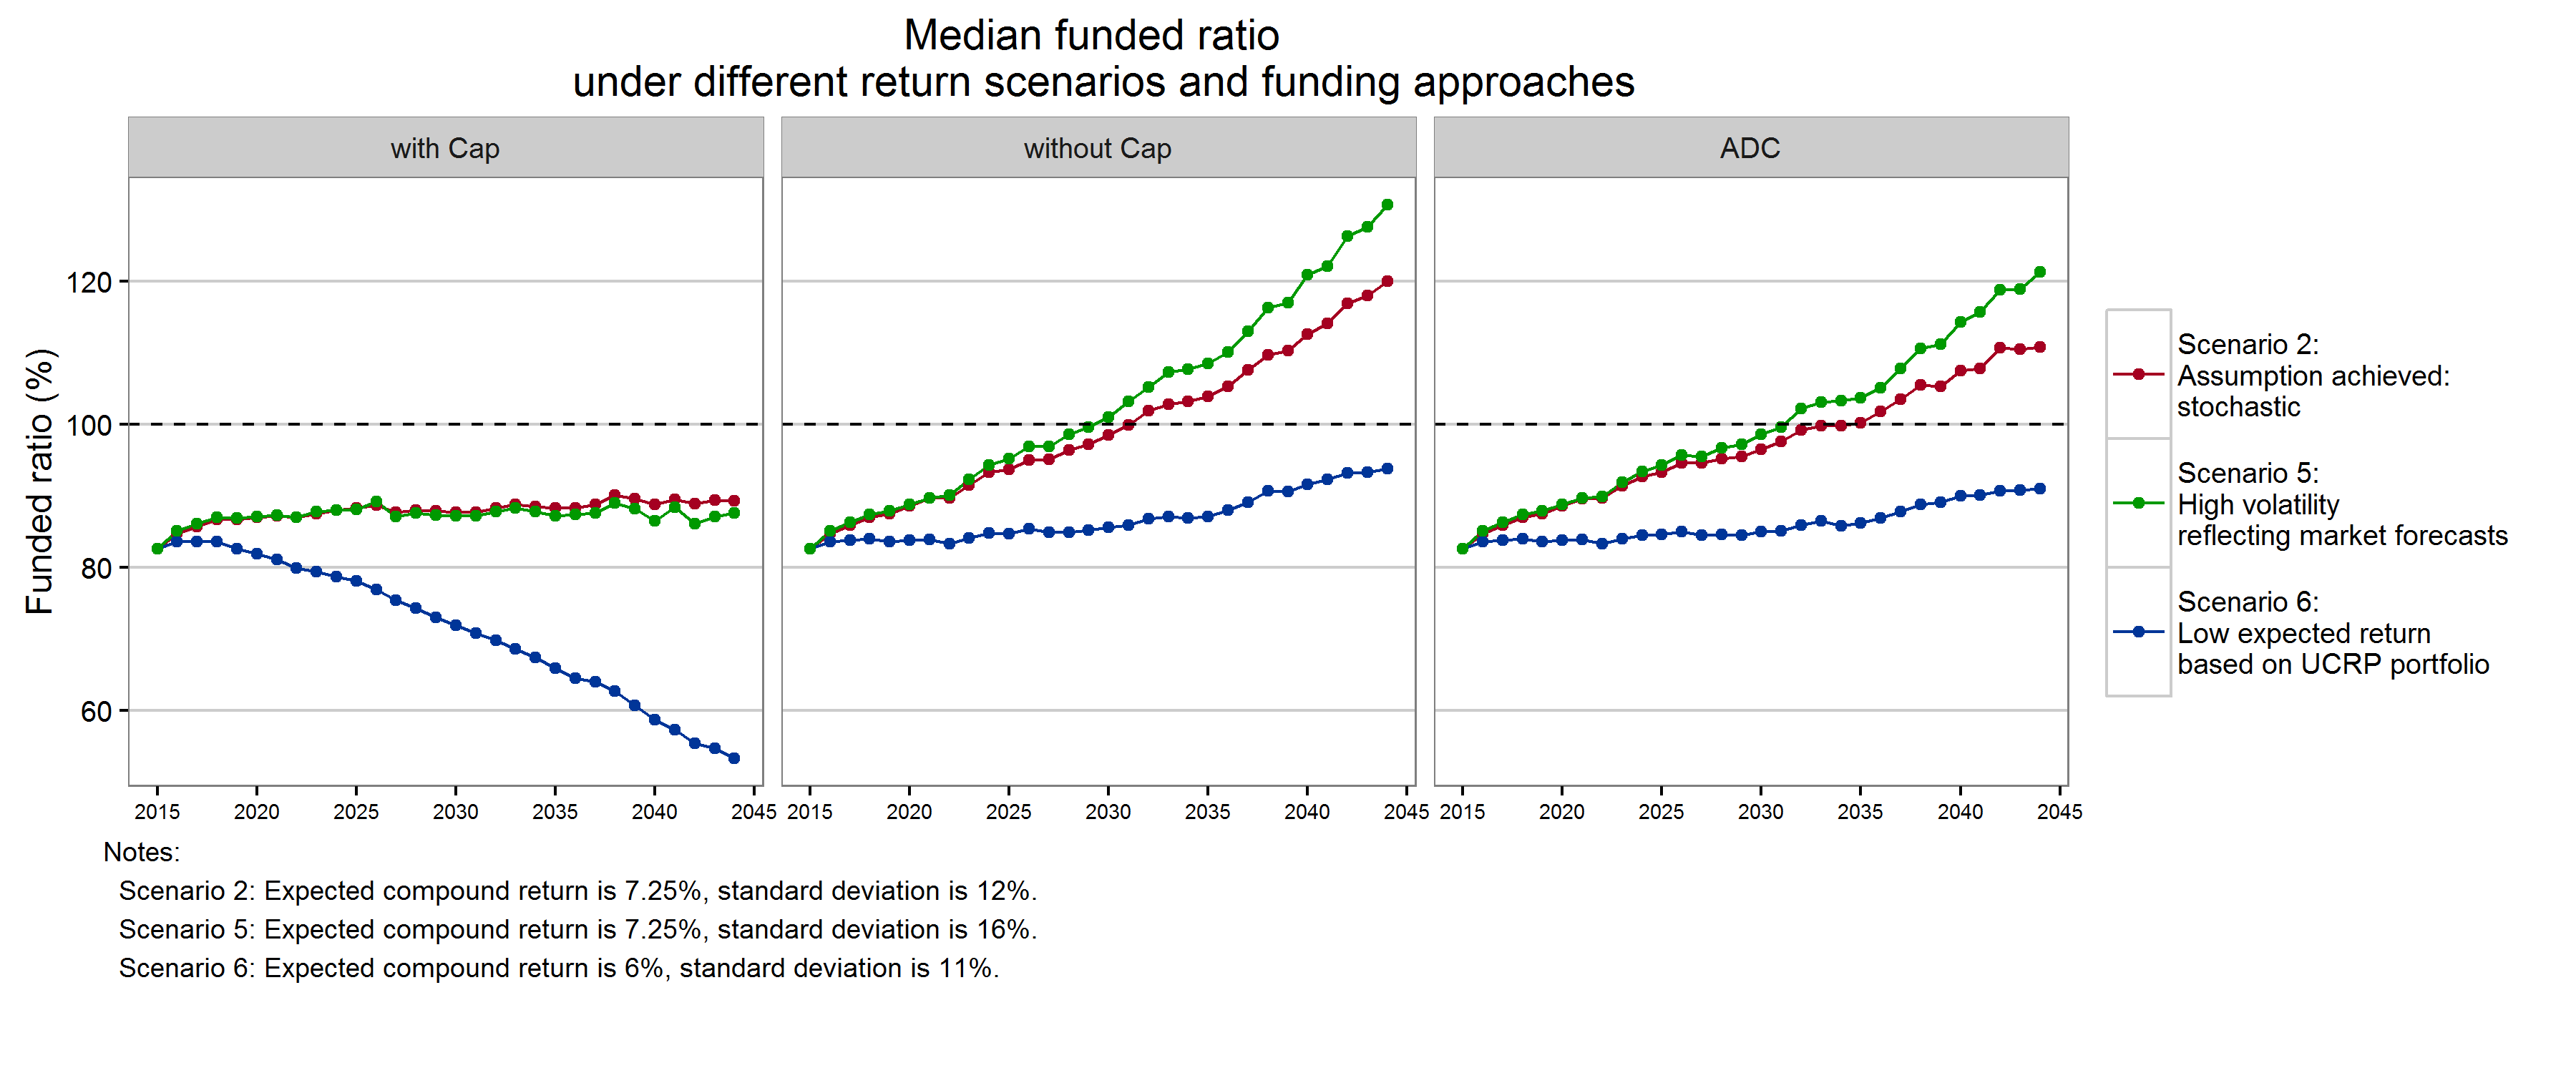 Median funded ratio
under different return scenarios and funding approaches
with Cap
without Cap
ADC
Funded ratio (%)
120
100
80
60
2015 2020 2025 2030 2035 2040 2045
2015 2020 2025 2030 2035 2040 2045
2015 2020 2025 2030 2035 2040 2045
Scenario 2:
Assumption achieved:
stochastic
Scenario 5:
High volatility
reflecting market forecasts
Scenario 6:
Low expected return
based on UCRP portfolio
Notes:
Scenario 2: Expected compound return is 7.25%, standard deviation is 12%.
Scenario 5: Expected compound return is 7.25%, standard deviation is 16%.
Scenario 6: Expected compound return is 6%, standard deviation is 11%.